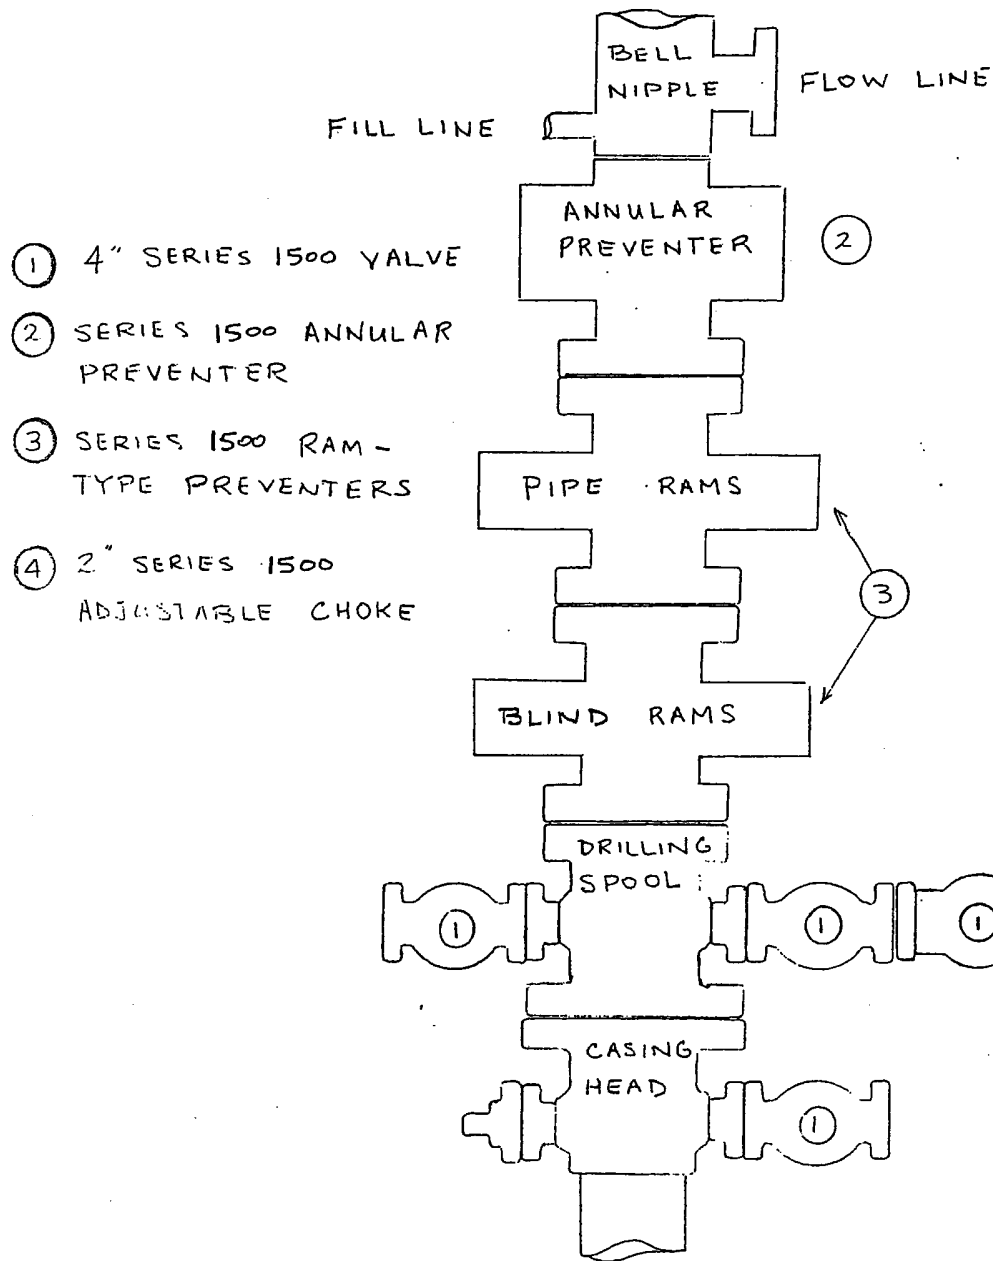 BELL
NIPPLE
FLOW LINE
FILL LINE
ANNULAR
PREVENTER
2
1 4" SERIES 1500 VALVE
2 SERIES 1500 ANNULAR
PREVENTER
3 SERIES 1500 RAM-
TYPE PREVENTERS
4 2" SERIES 1500
ADJUSTABLE CHOKE
PIPE RAMS
3
BLIND RAMS
DRILLING
SPOOL
1
1
1
CASING
HEAD
1